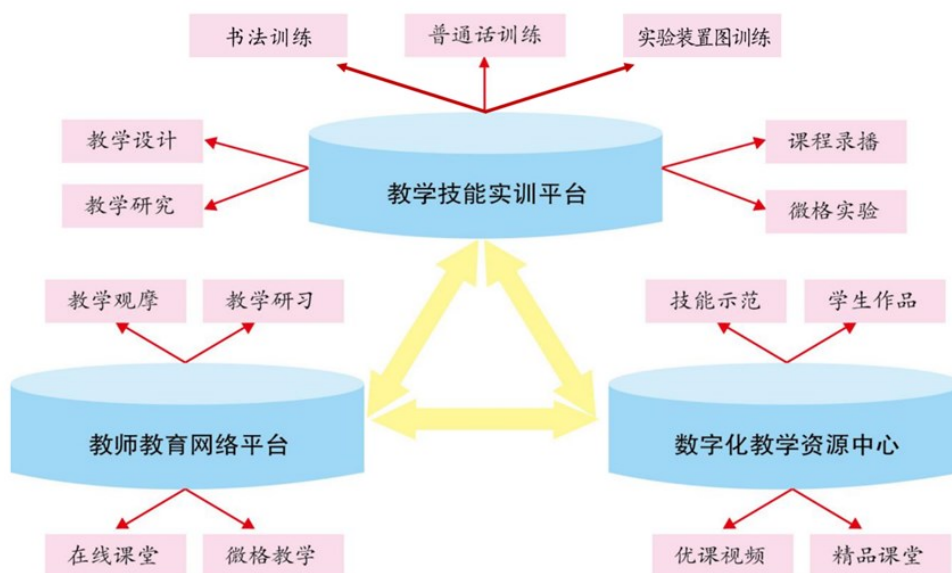 书法训练
普通话训练
实验装置图训练
教学设计
课程录播
教学技能实训平台
教学研究
微格实验
教学观摩
教学研习
技能示范
学生作品
教师教育网络平台
数字化教学资源中心
在线课堂
微格教学
优课视频
精品课堂